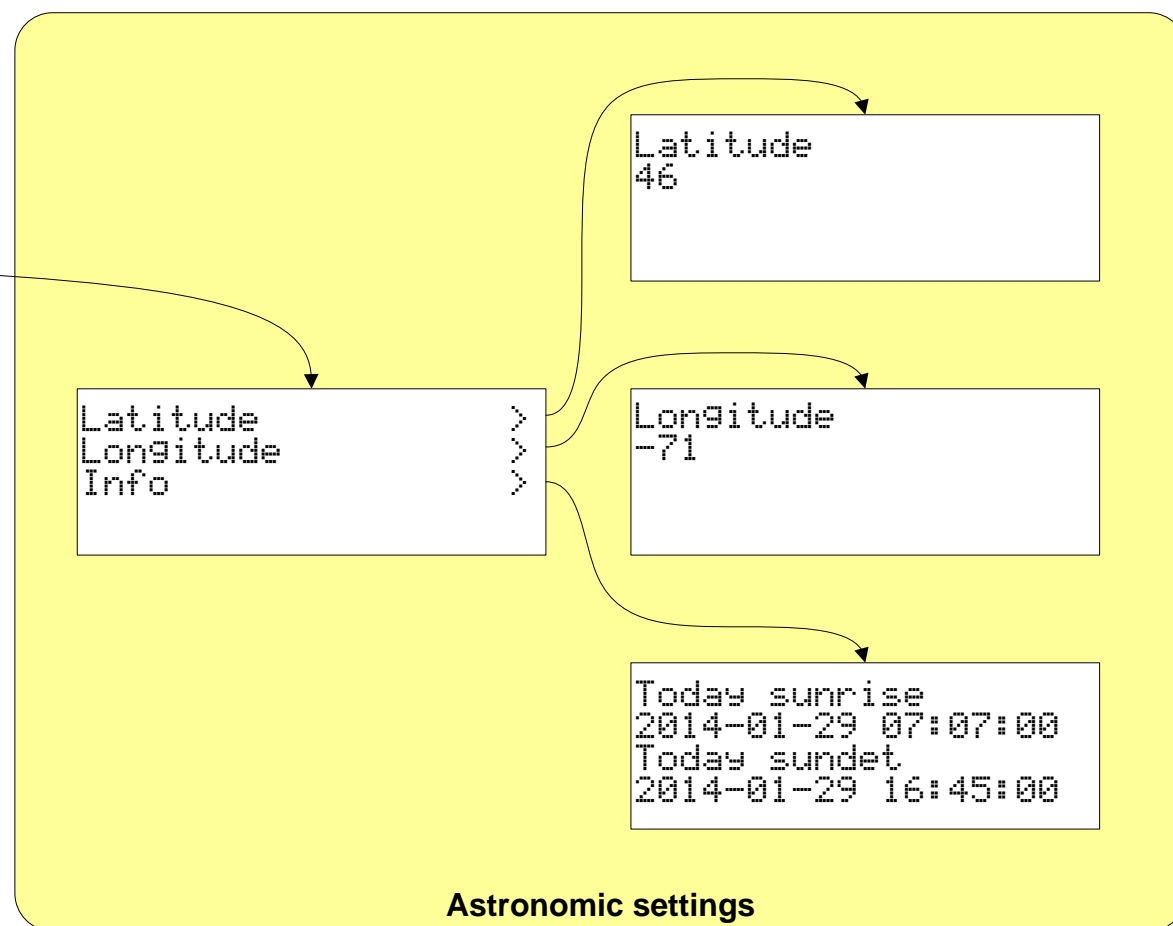 Latitude
46
Latitude >
Longitude >
Info >
Longitude
-71
Today sunrise
2014-01-29 07:07:00
Today sundet
2014-01-29 16:45:00
Astronomic settings